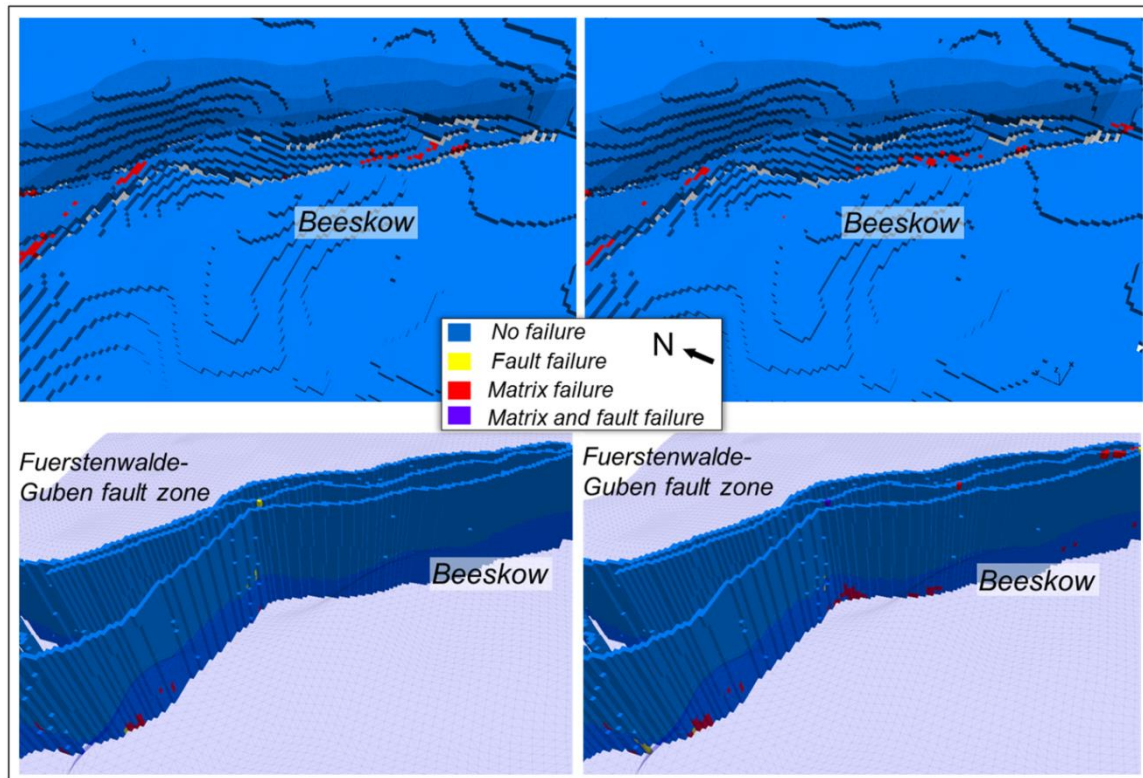 Beeskow
Beeskow
No failure
N
Fault failure
Matrix failure
Matrix and fault failure
Fuerstenwalde-
Guben fault zone
Beeskow
Fuerstenwalde-
Guben fault zone
Beeskow